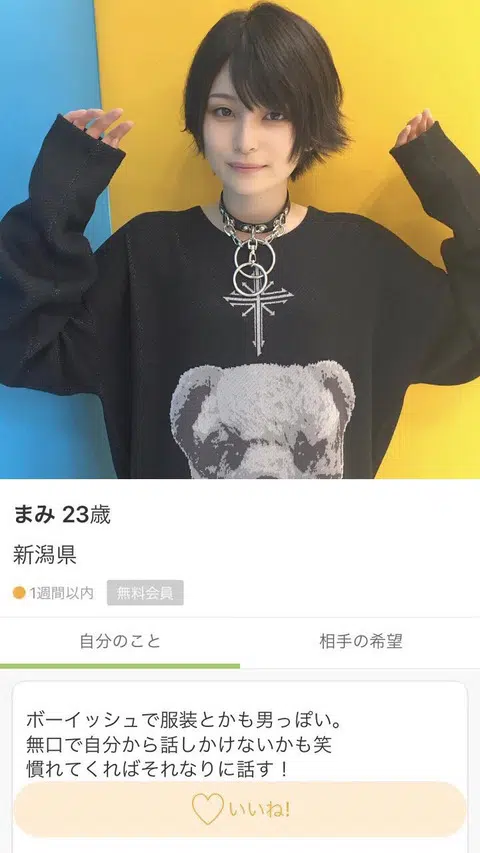 まみ 23歳
新潟県
1週間以内 無料会員
自分のこと 相手の希望
ボーイッシュで服装とかも男っぽい。
無口で自分から話しかけないかも笑
慣れてくればそれなりに話す！
いいね!